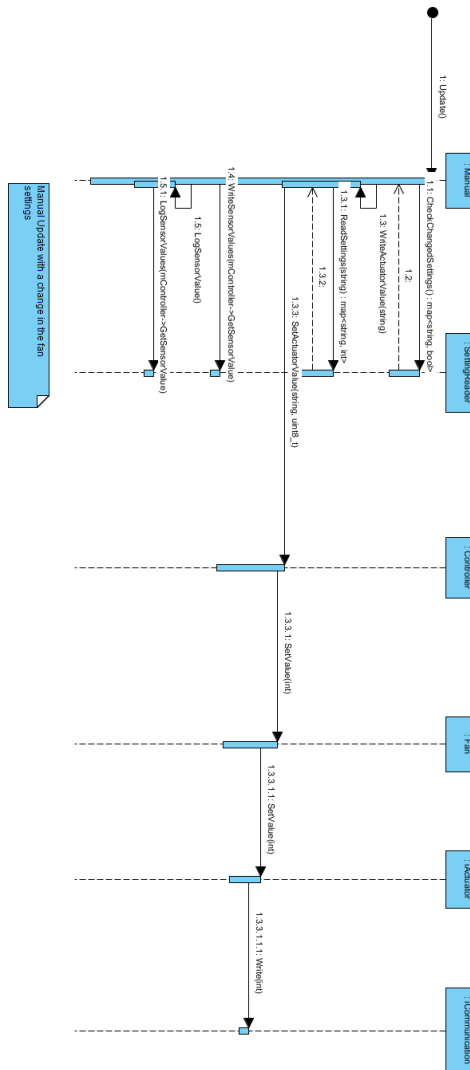 1: Update()
: Manual
: SettingReader
: Controller
: Fan
: IActuator
: ICommunication
1.1: CheckChangedSettings() : map<string, bool>
1.2:
1.3: WriteActuatorValue(string)
1.3.1: ReadSettings(string) : map<string, int>
1.3.2:
1.3.3: SetActuatorValue(string, uint8_t)
1.3.3.1: SetValue(int)
1.3.3.1.1: SetValue(int)
1.3.3.1.1.1: Write(int)
1.4: WriteSensorValues(mController->GetSensorValue)
1.5: LogSensorValue()
1.5.1: LogSensorValues(mController->GetSensorValue)
Manual Update with a change in the fan
settings